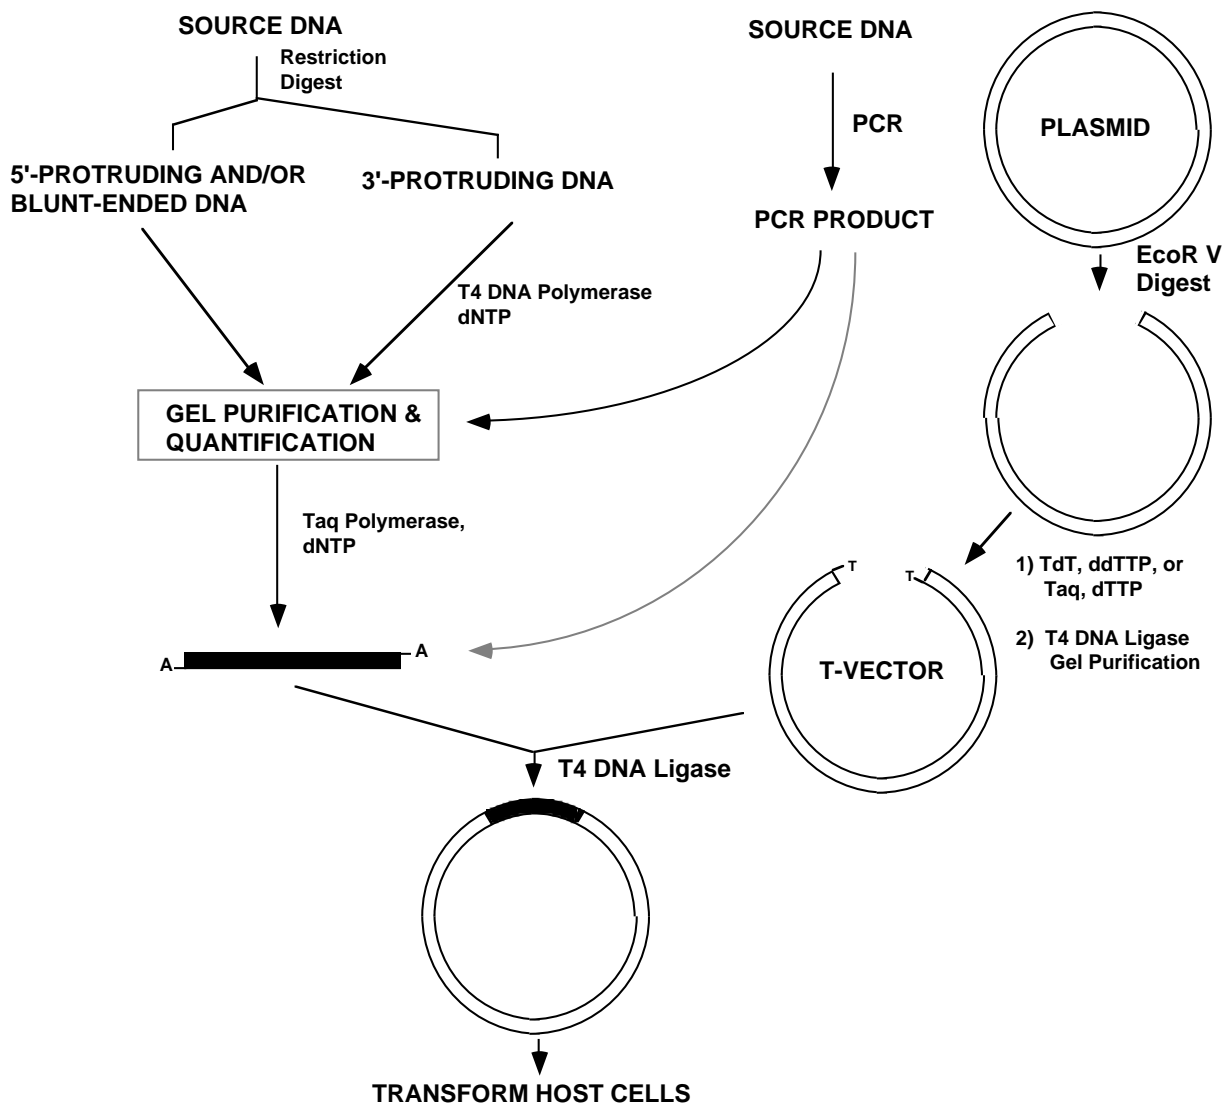 SOURCE DNA
Restriction
Digest
5'-PROTRUDING AND/OR
BLUNT-ENDED DNA
3'-PROTRUDING DNA
T4 DNA Polymerase
dNTP
GEL PURIFICATION &
QUANTIFICATION
Taq Polymerase,
dNTP
A
A
SOURCE DNA
PCR
PCR PRODUCT
PLASMID
EcoR V
Digest
1) TdT, ddTTP, or
Taq, dTTP
2) T4 DNA Ligase
Gel Purification
T
T
T-VECTOR
T4 DNA Ligase
TRANSFORM HOST CELLS